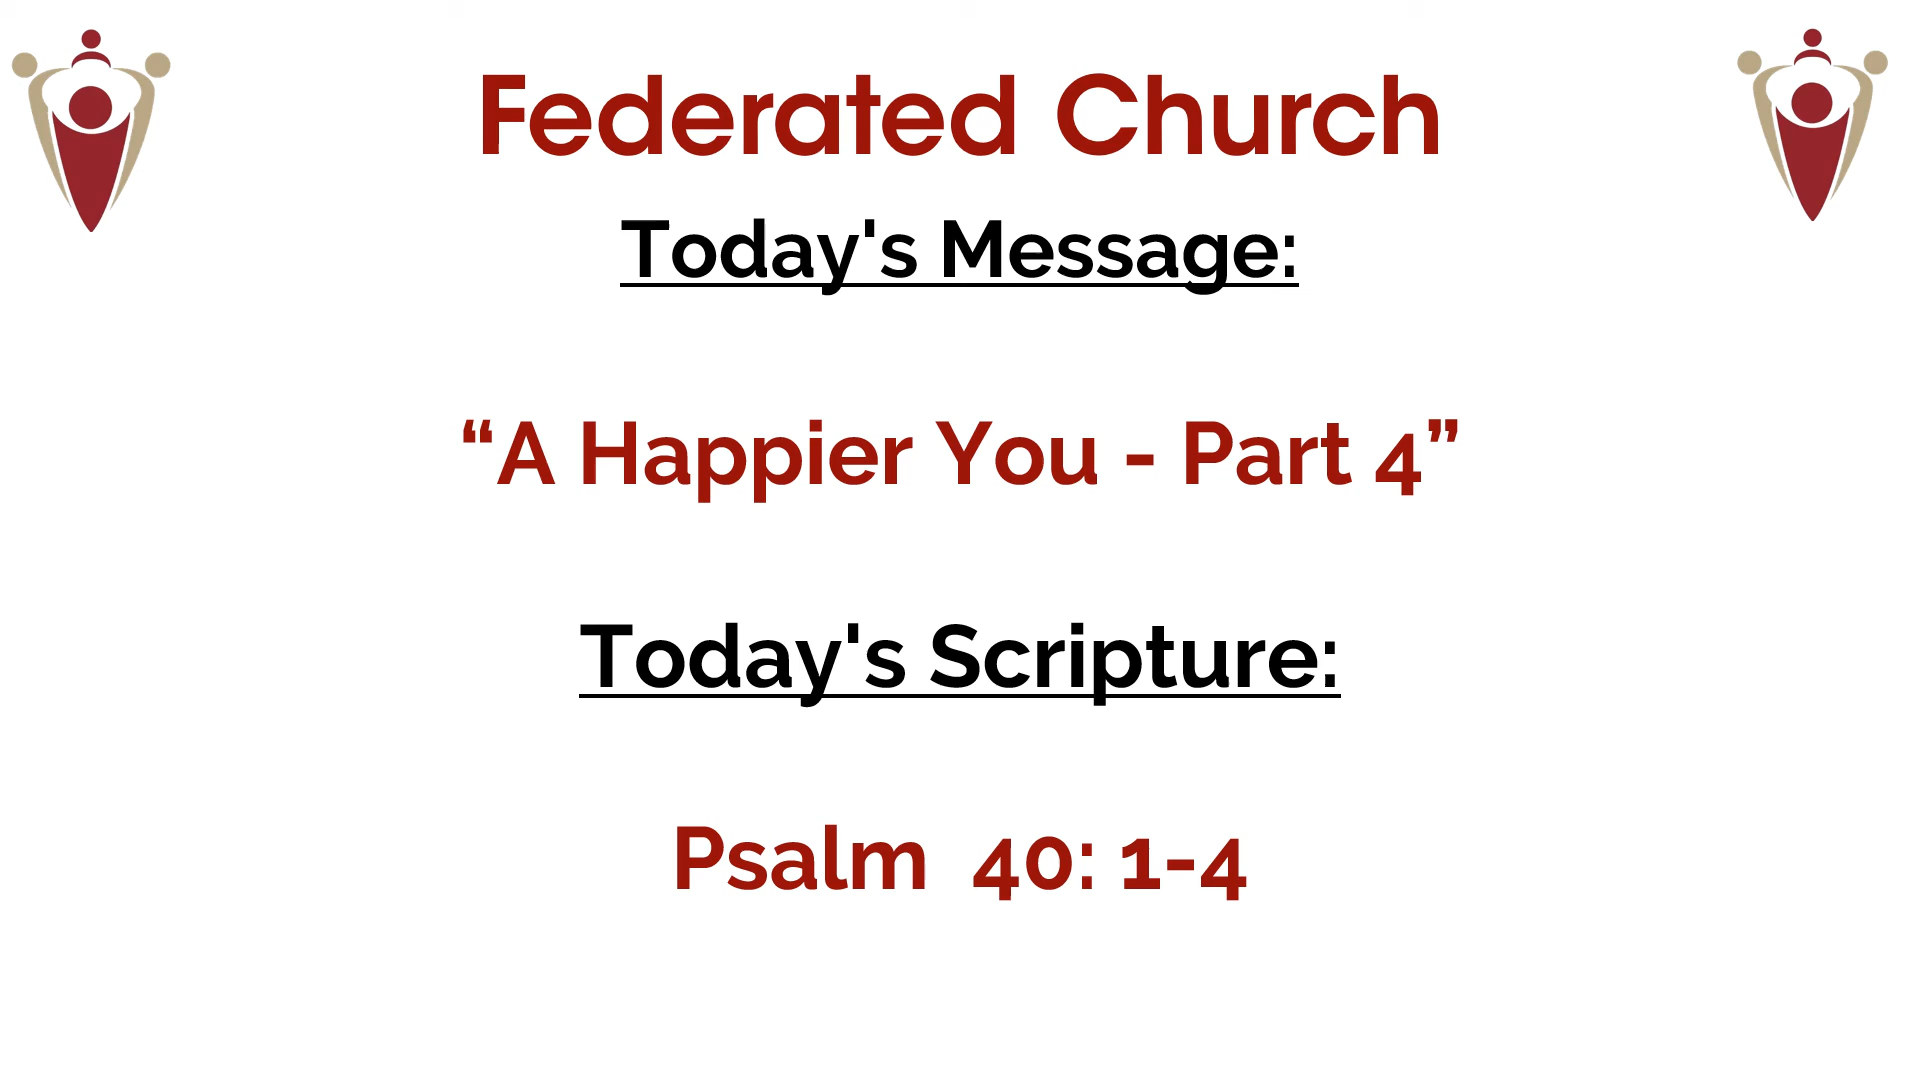 Federated Church
Today's Message:
“A Happier You - Part 4”
Today's Scripture:
Psalm  40: 1-4